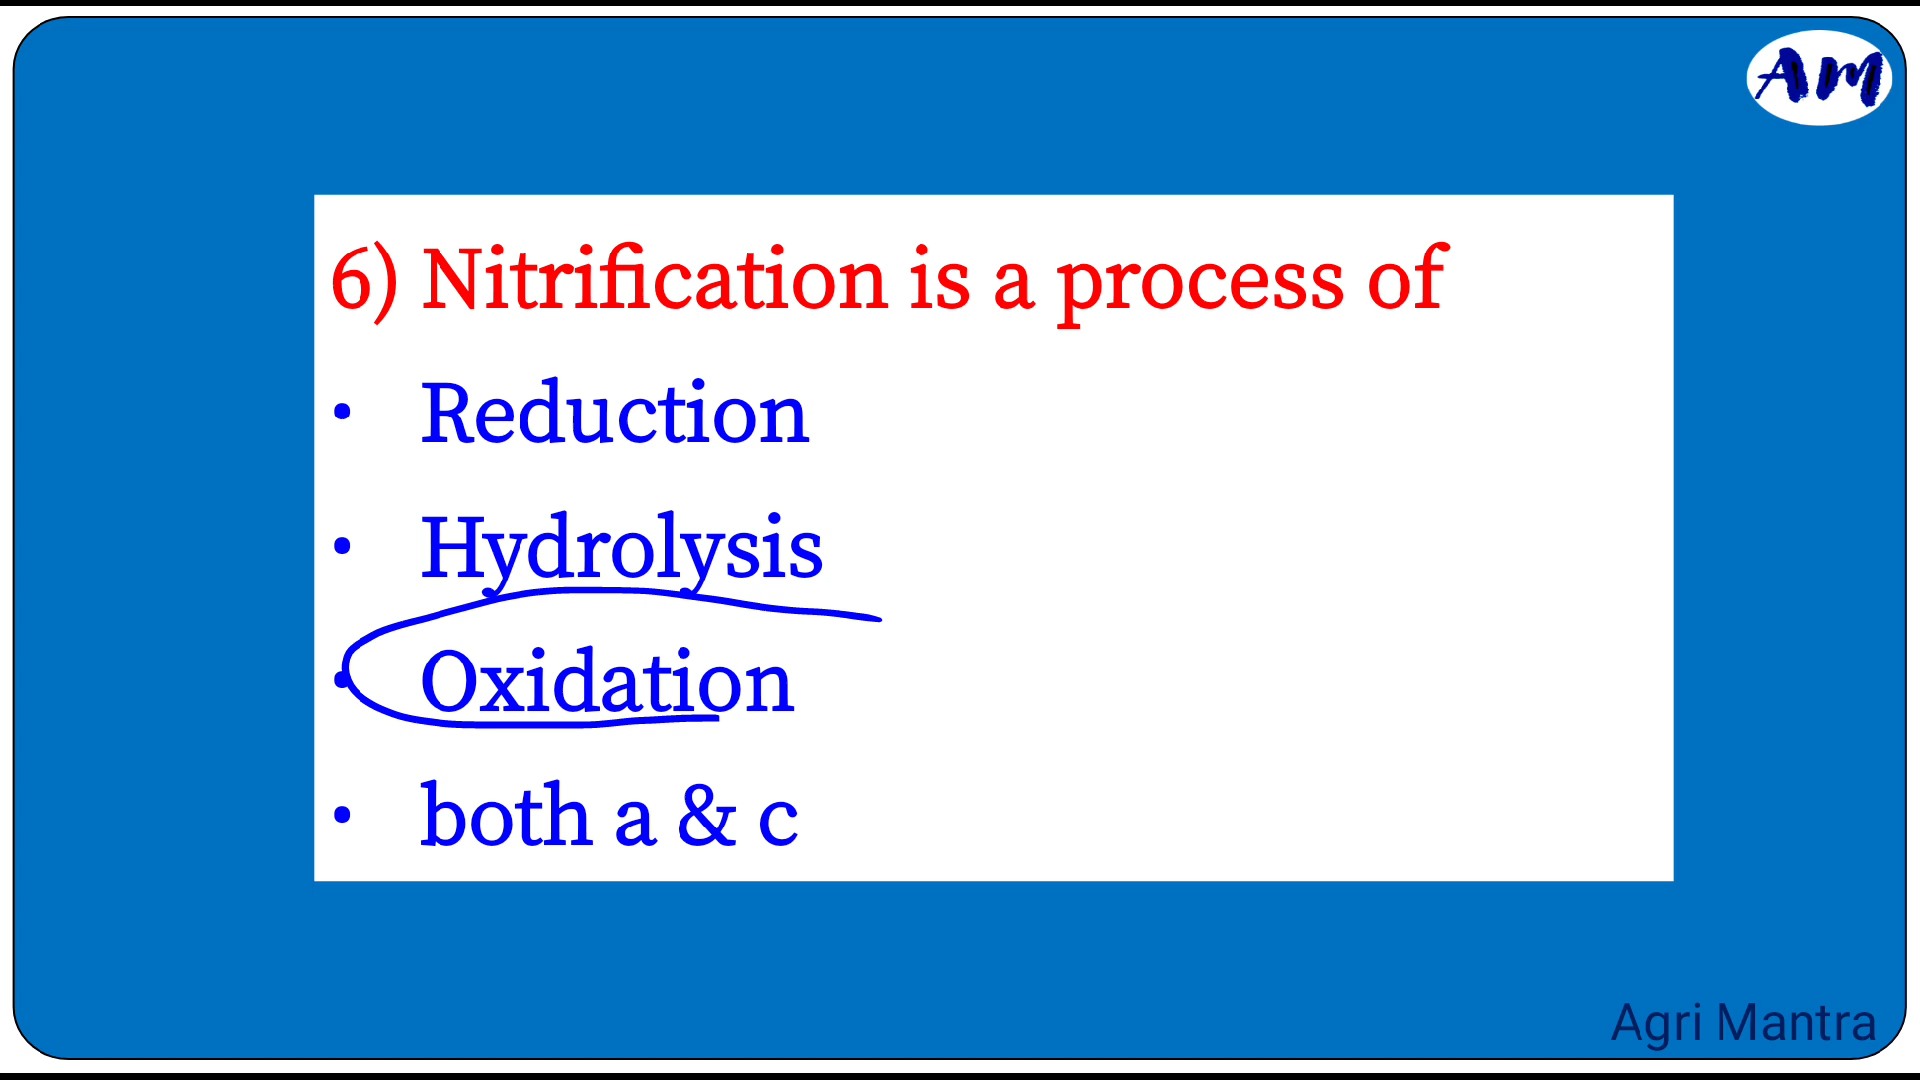 AM
6) Nitrification is a process of
• Reduction
• Hydrolysis
• Oxidation
• both a & c
Agri Mantra